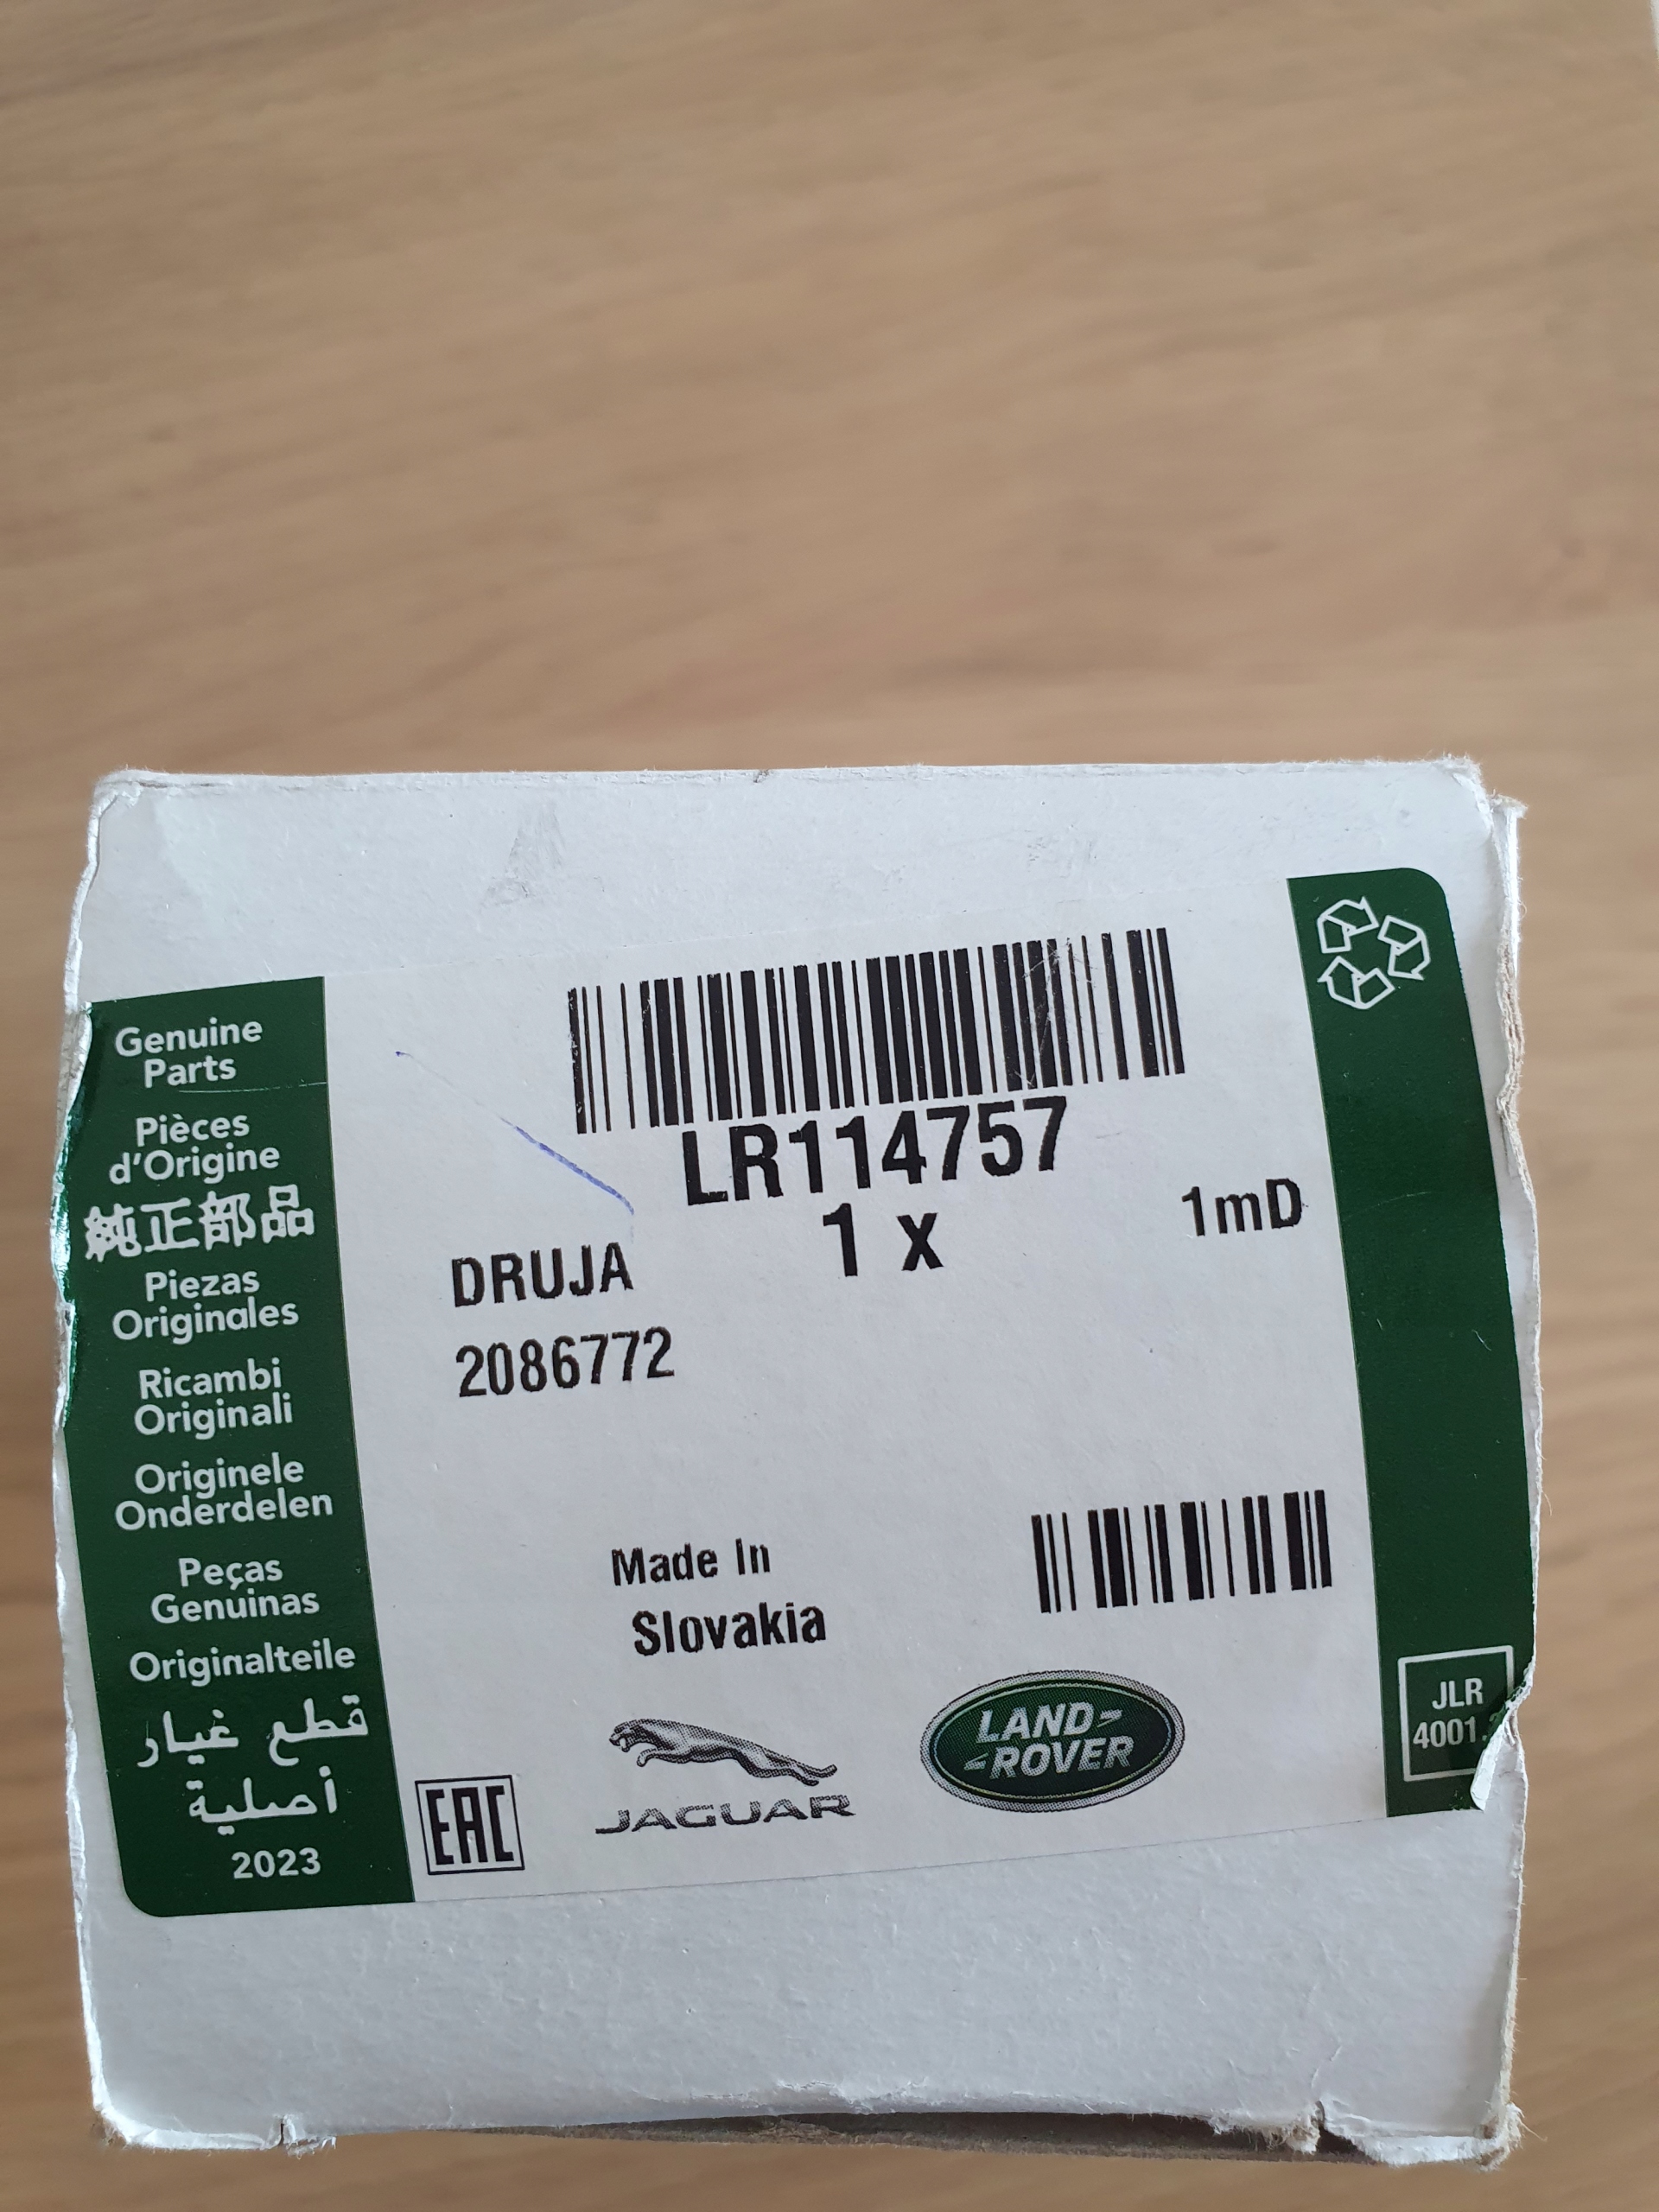 Genuine
Parts
Pièces
d'Origine
純正部品
Piezas
Originales
Ricambi
Originali
Originele
Onderdelen
Peças
Genuinas
Originalteile
قطع غيار
أصلية
2023
LR114757
1 x
1mD
DRUJA
2086772
Made In
Slovakia
EAC
JAGUAR
LAND
ROVER
JLR